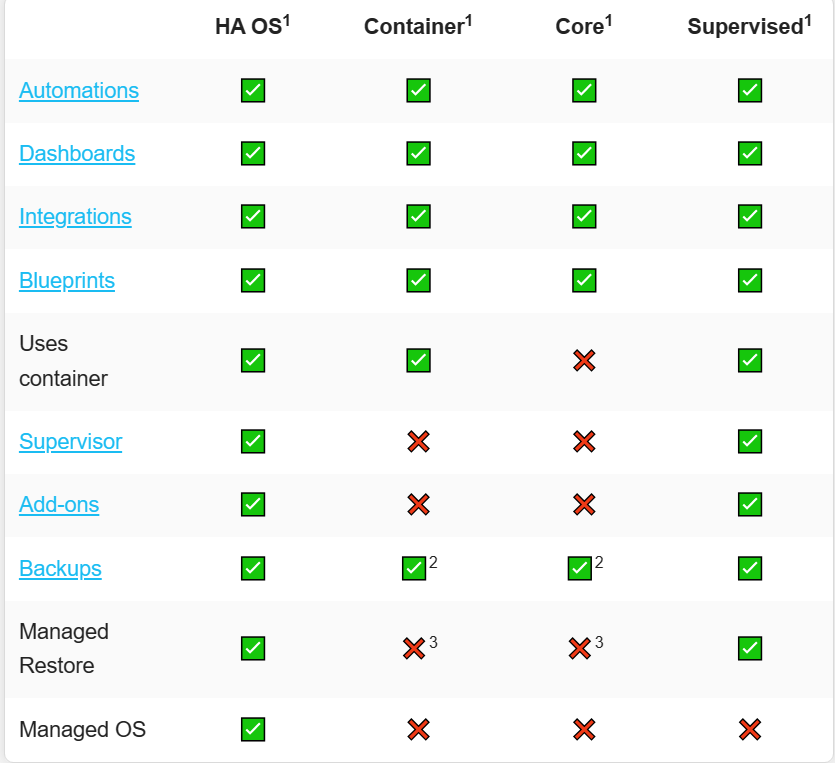 HA OS¹ Container¹ Core¹ Supervised¹
Automations ✅ ✅ ✅ ✅
Dashboards ✅ ✅ ✅ ✅
Integrations ✅ ✅ ✅ ✅
Blueprints ✅ ✅ ✅ ✅
Uses
container ✅ ✅ ❌ ✅
Supervisor ✅ ❌ ❌ ✅
Add-ons ✅ ❌ ❌ ✅
Backups ✅ ✅² ✅² ✅
Managed
Restore ✅ ❌³ ❌³ ✅
Managed OS ✅ ❌ ❌ ❌